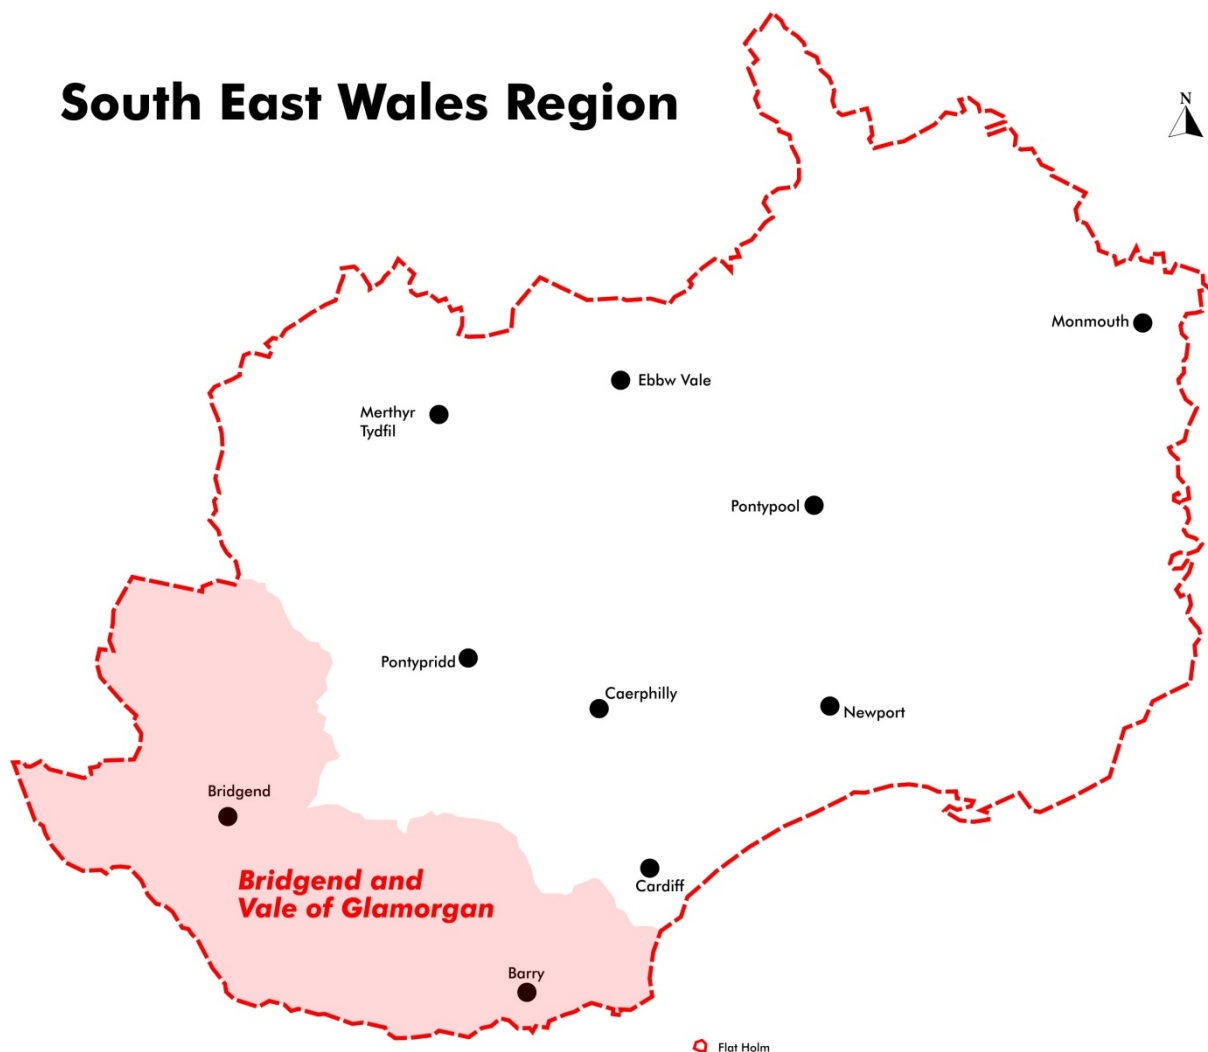 South East Wales Region
N
Monmouth
Ebbw Vale
Merthyr
Tydfil
Pontypool
Pontypridd
Caerphilly
Newport
Bridgend
Bridgend and
Vale of Glamorgan
Cardiff
Barry
Flat Holm